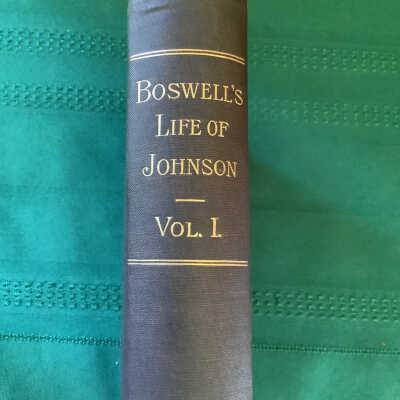 BOSWELL'S
LIFE OF
JOHNSON
VOL. I.